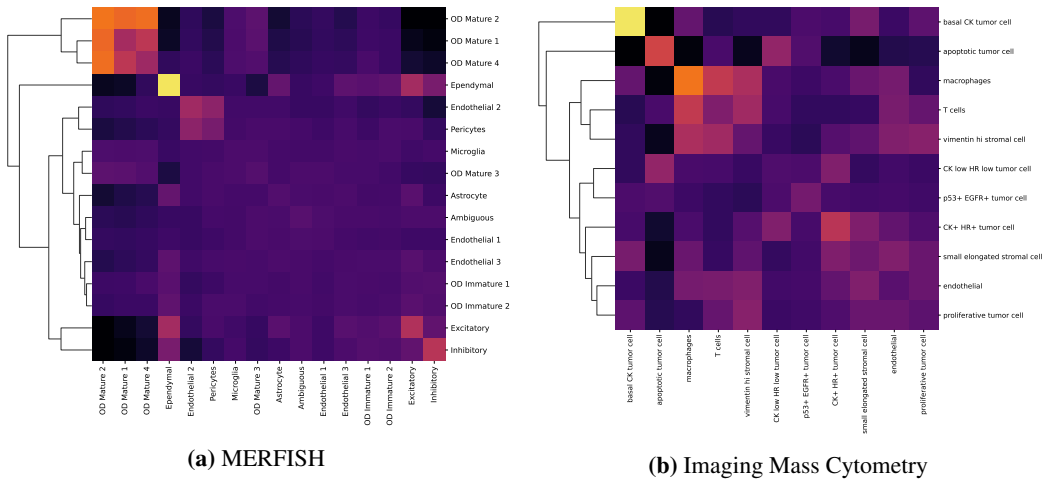 OD Mature 2
OD Mature 1
OD Mature 4
Ependymal
Endothelial 2
Pericytes
Microglia
OD Mature 3
Astrocyte
Ambiguous
Endothelial 1
Endothelial 3
OD Immature 1
OD Immature 2
Excitatory
Inhibitory
OD Mature 2
OD Mature 1
OD Mature 4
Ependymal
Endothelial 2
Pericytes
Microglia
OD Mature 3
Astrocyte
Ambiguous
Endothelial 1
Endothelial 3
OD Immature 1
OD Immature 2
Excitatory
Inhibitory
(a) MERFISH
basal CK tumor cell
apoptotic tumor cell
macrophages
T cells
vimentin hi stromal cell
CK low HR low tumor cell
p53+ EGFR+ tumor cell
CK+ HR+ tumor cell
small elongated stromal cell
endothelial
proliferative tumor cell
basal CK tumor cell
apoptotic tumor cell
macrophages
T cells
vimentin hi stromal cell
CK low HR low tumor cell
p53+ EGFR+ tumor cell
CK+ HR+ tumor cell
small elongated stromal cell
endothelial
proliferative tumor cell
(b) Imaging Mass Cytometry